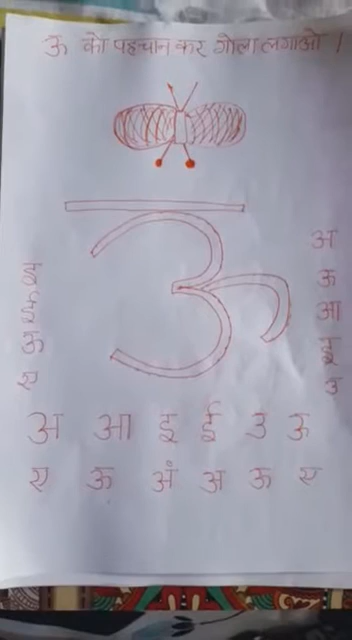 ऊ को पहचान कर गोला लगाओ ।
ऊ
अ
ऊ
आ
इ
उ
ऊ
ए
अ आ इ ई उ ऊ
ए ऊ अं अ ऊ ए